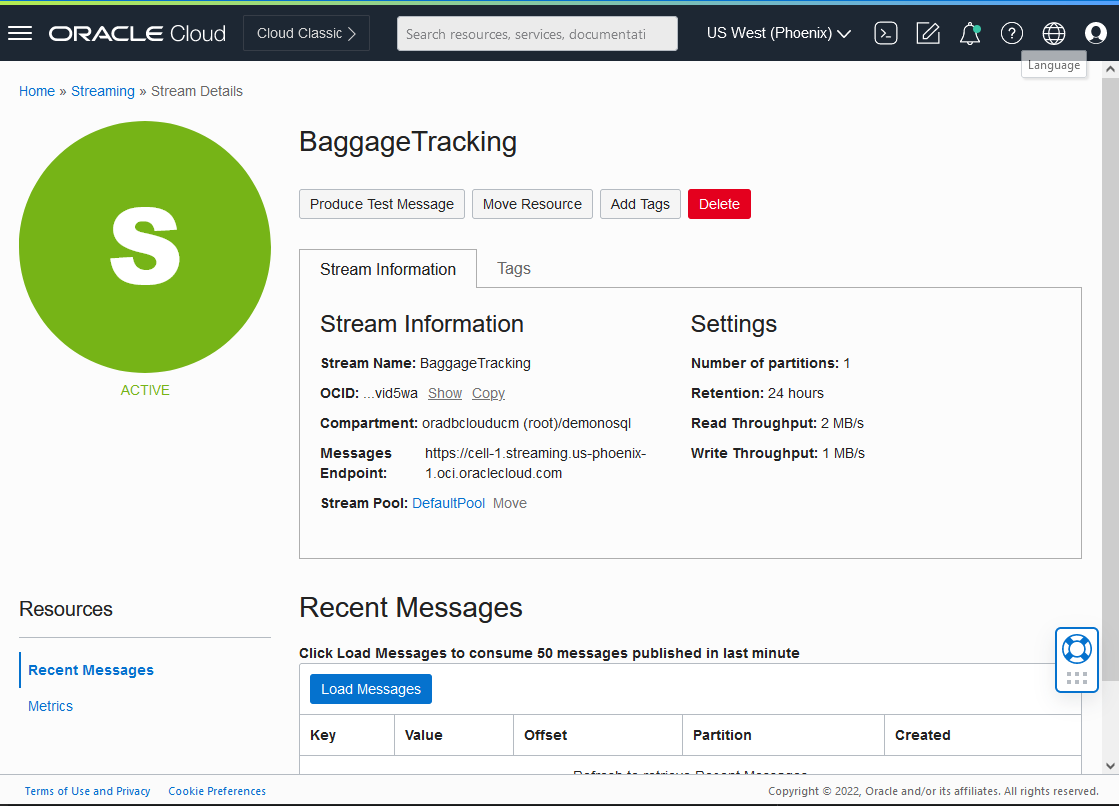 ORACLE Cloud
Cloud Classic
Search resources, services, documentati
US West (Phoenix)
Language
Home » Streaming » Stream Details
S
ACTIVE
BaggageTracking
Produce Test Message
Move Resource
Add Tags
Delete
Stream Information
Tags
Stream Information
Stream Name: BaggageTracking
OCID: ...vid5wa Show Copy
Compartment: oradbclouducm (root)/demonosql
Messages Endpoint: https://cell-1.streaming.us-phoenix-
1.oci.oraclecloud.com
Stream Pool: DefaultPool Move
Settings
Number of partitions: 1
Retention: 24 hours
Read Throughput: 2 MB/s
Write Throughput: 1 MB/s
Resources
Recent Messages
Metrics
Recent Messages
Click Load Messages to consume 50 messages published in last minute
Load Messages
Key Value Offset Partition Created
Refresh to retrieve Recent Messages
Terms of Use and Privacy Cookie Preferences
Copyright © 2022, Oracle and/or its affiliates. All rights reserved.